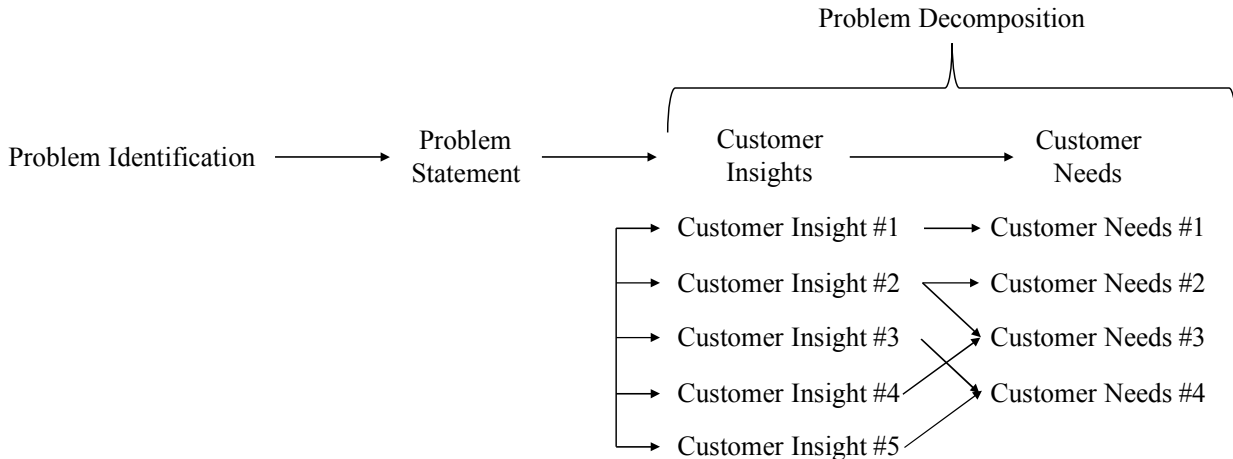 Problem Decomposition
Problem Identification
Problem
Statement
Customer
Insights
Customer
Needs
Customer Insight #1
Customer Needs #1
Customer Insight #2
Customer Needs #2
Customer Insight #3
Customer Needs #3
Customer Insight #4
Customer Needs #4
Customer Insight #5